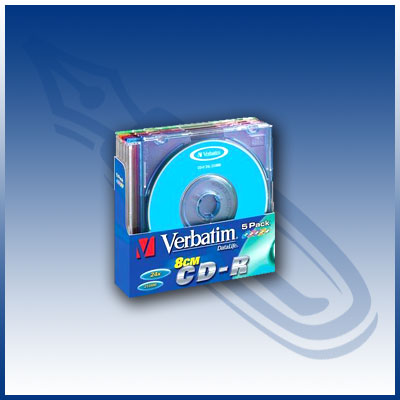 Verbatim
5 Pack
Verbatim
DataLife
8CM
CD-R
24x